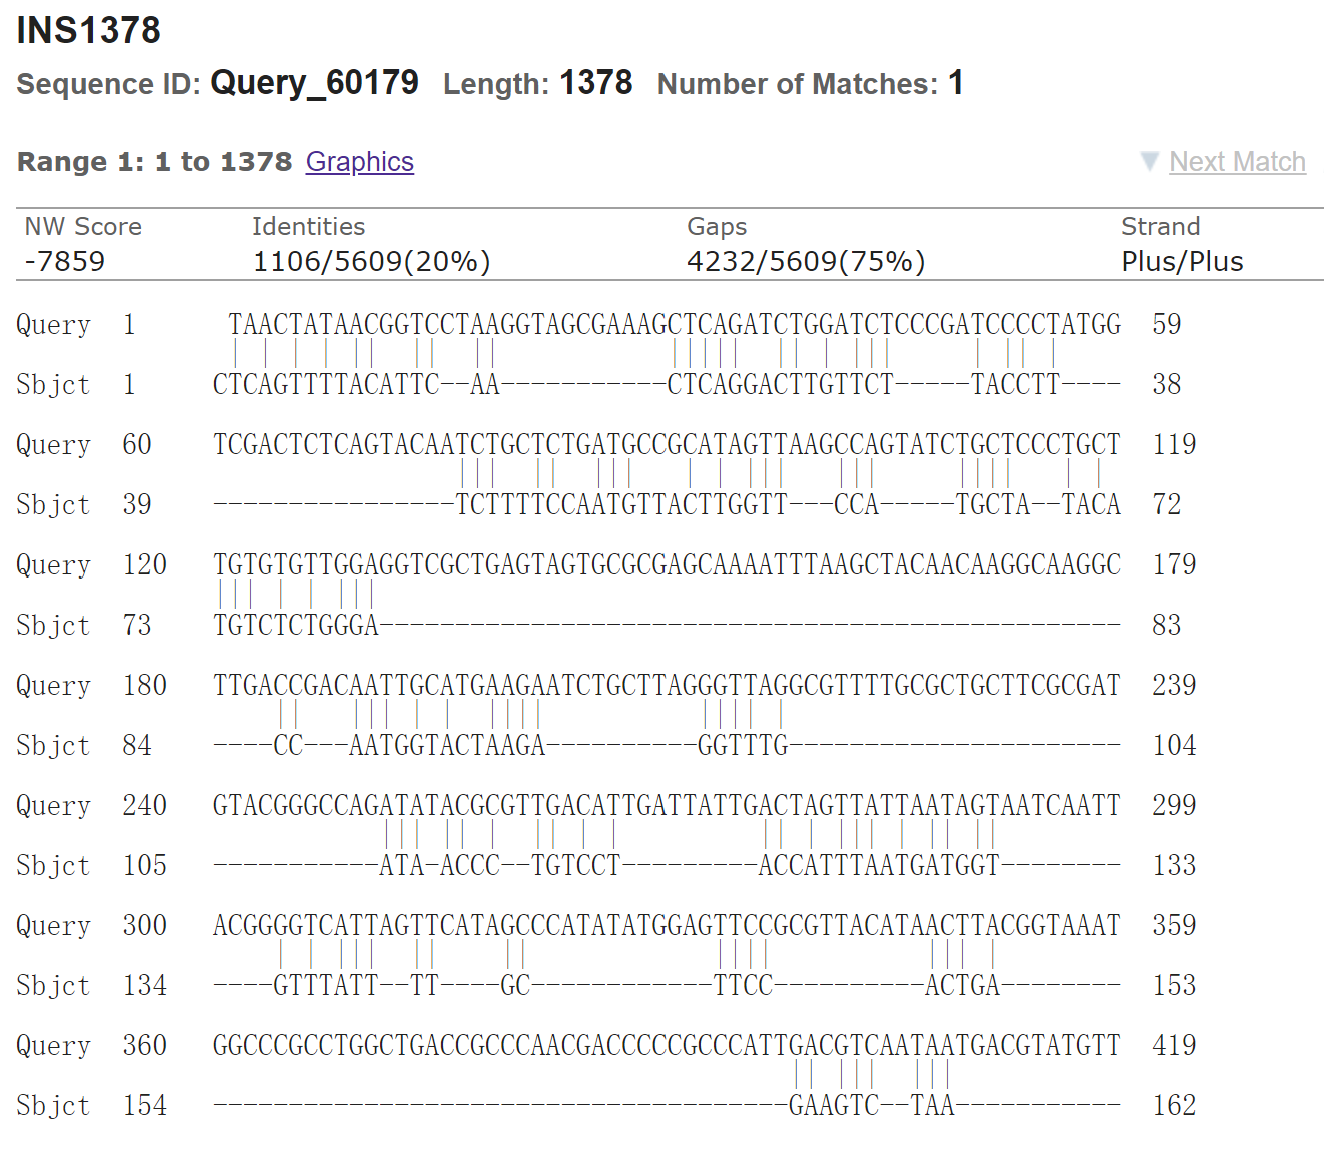 INS1378
Sequence ID: Query_60179 Length: 1378 Number of Matches: 1
Range 1: 1 to 1378 Graphics ▼ Next Match
NW Score Identities Gaps Strand
-7859 1106/5609(20%) 4232/5609(75%) Plus/Plus
Query 1 TAACTATAACGGTCCTAAGGTAGCGAAAGCTCAGATCTGGATCTCCCGATCCCCTATGG 59
Sbjct 1 CTCAGTTTTACATTC--AA-----------CTCAGGACTTGTTCT-----TACCTT---- 38
Query 60 TCGACTCTCAGTACAATCTGCTCTGATGCCGCATAGTTAAGCCAGTATCTGCTCCCTGCT 119
Sbjct 39 ----------------TCTTTTCCAATGTTACTTGGTT---CCA-----TGCTA--TACA 72
Query 120 TGTGTGTTGGAGGTCGCTGAGTAGTGCGCGAGCAAAATTTAAGCTACAACAAGGCAAGGC 179
Sbjct 73 TGTCTCTGGGA------------------------------------------------- 83
Query 180 TTGACCGACAATTGCATGAAGAATCTGCTTAGGGTTAGGCGTTTTGCGCTGCTTCGCGAT 239
Sbjct 84 ----CC---AATGGTACTAAGA----------GGTTTG---------------------- 104
Query 240 GTACGGGCCAGATATACGCGTTGACATTGATTATTGACTAGTTATTAATAGTAATCAATT 299
Sbjct 105 -----------ATA-ACCC--TGTCCT---------ACCATTTAATGATGGT-------- 133
Query 300 ACGGGGTCATTAGTTCATAGCCCATATATGGAGTTCCGCGTTACATAACTTACGGTAAAT 359
Sbjct 134 ----GTTTATT--TT----GC------------TTCC----------ACTGA-------- 153
Query 360 GGCCCGCCTGGCTGACCGCCCAACGACCCCCGCCCATTGACGTCAATAATGACGTATGTT 419
Sbjct 154 --------------------------------------GAAGTC--TAA----------- 162